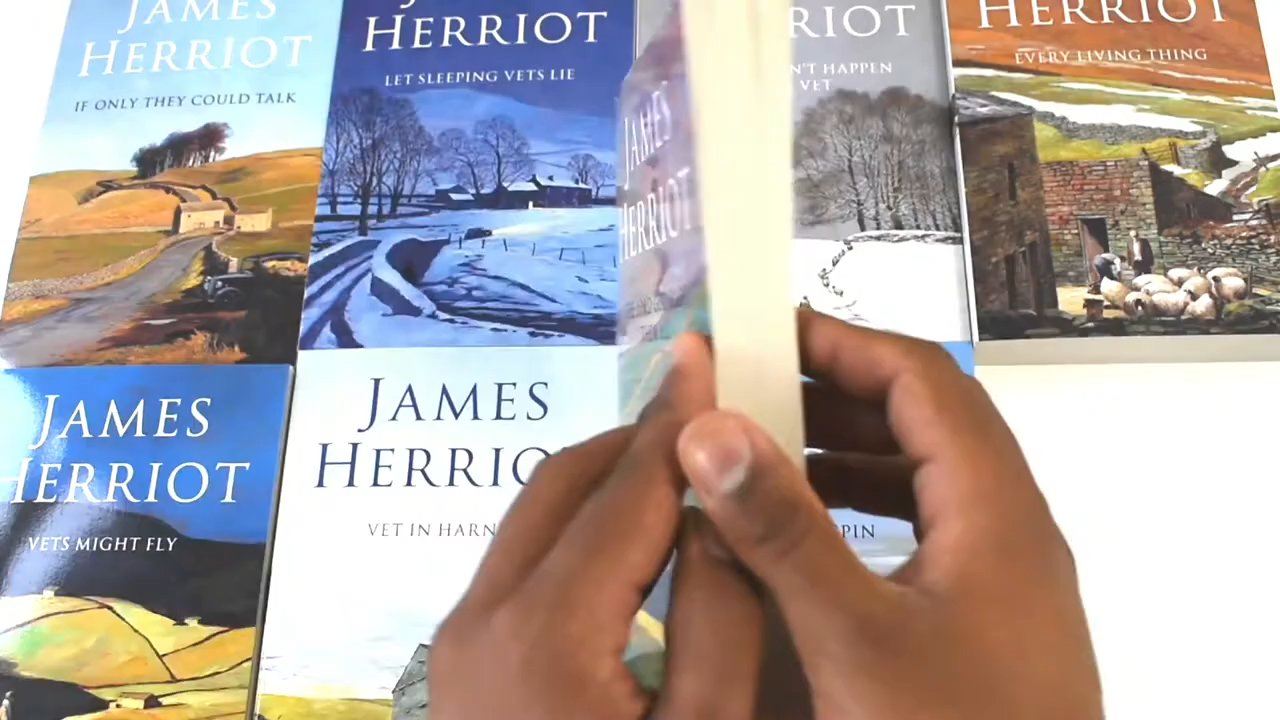 JAMES
HERRIOT
IF ONLY THEY COULD TALK
HERRIOT
LET SLEEPING VETS LIE
JAMES
HERRIOT
RIOT
N'T HAPPEN
VET
HERRIOT
EVERY LIVING THING
JAMES
HERRIOT
VETS MIGHT FLY
JAMES
HERRIO
VET IN HARN
PIN